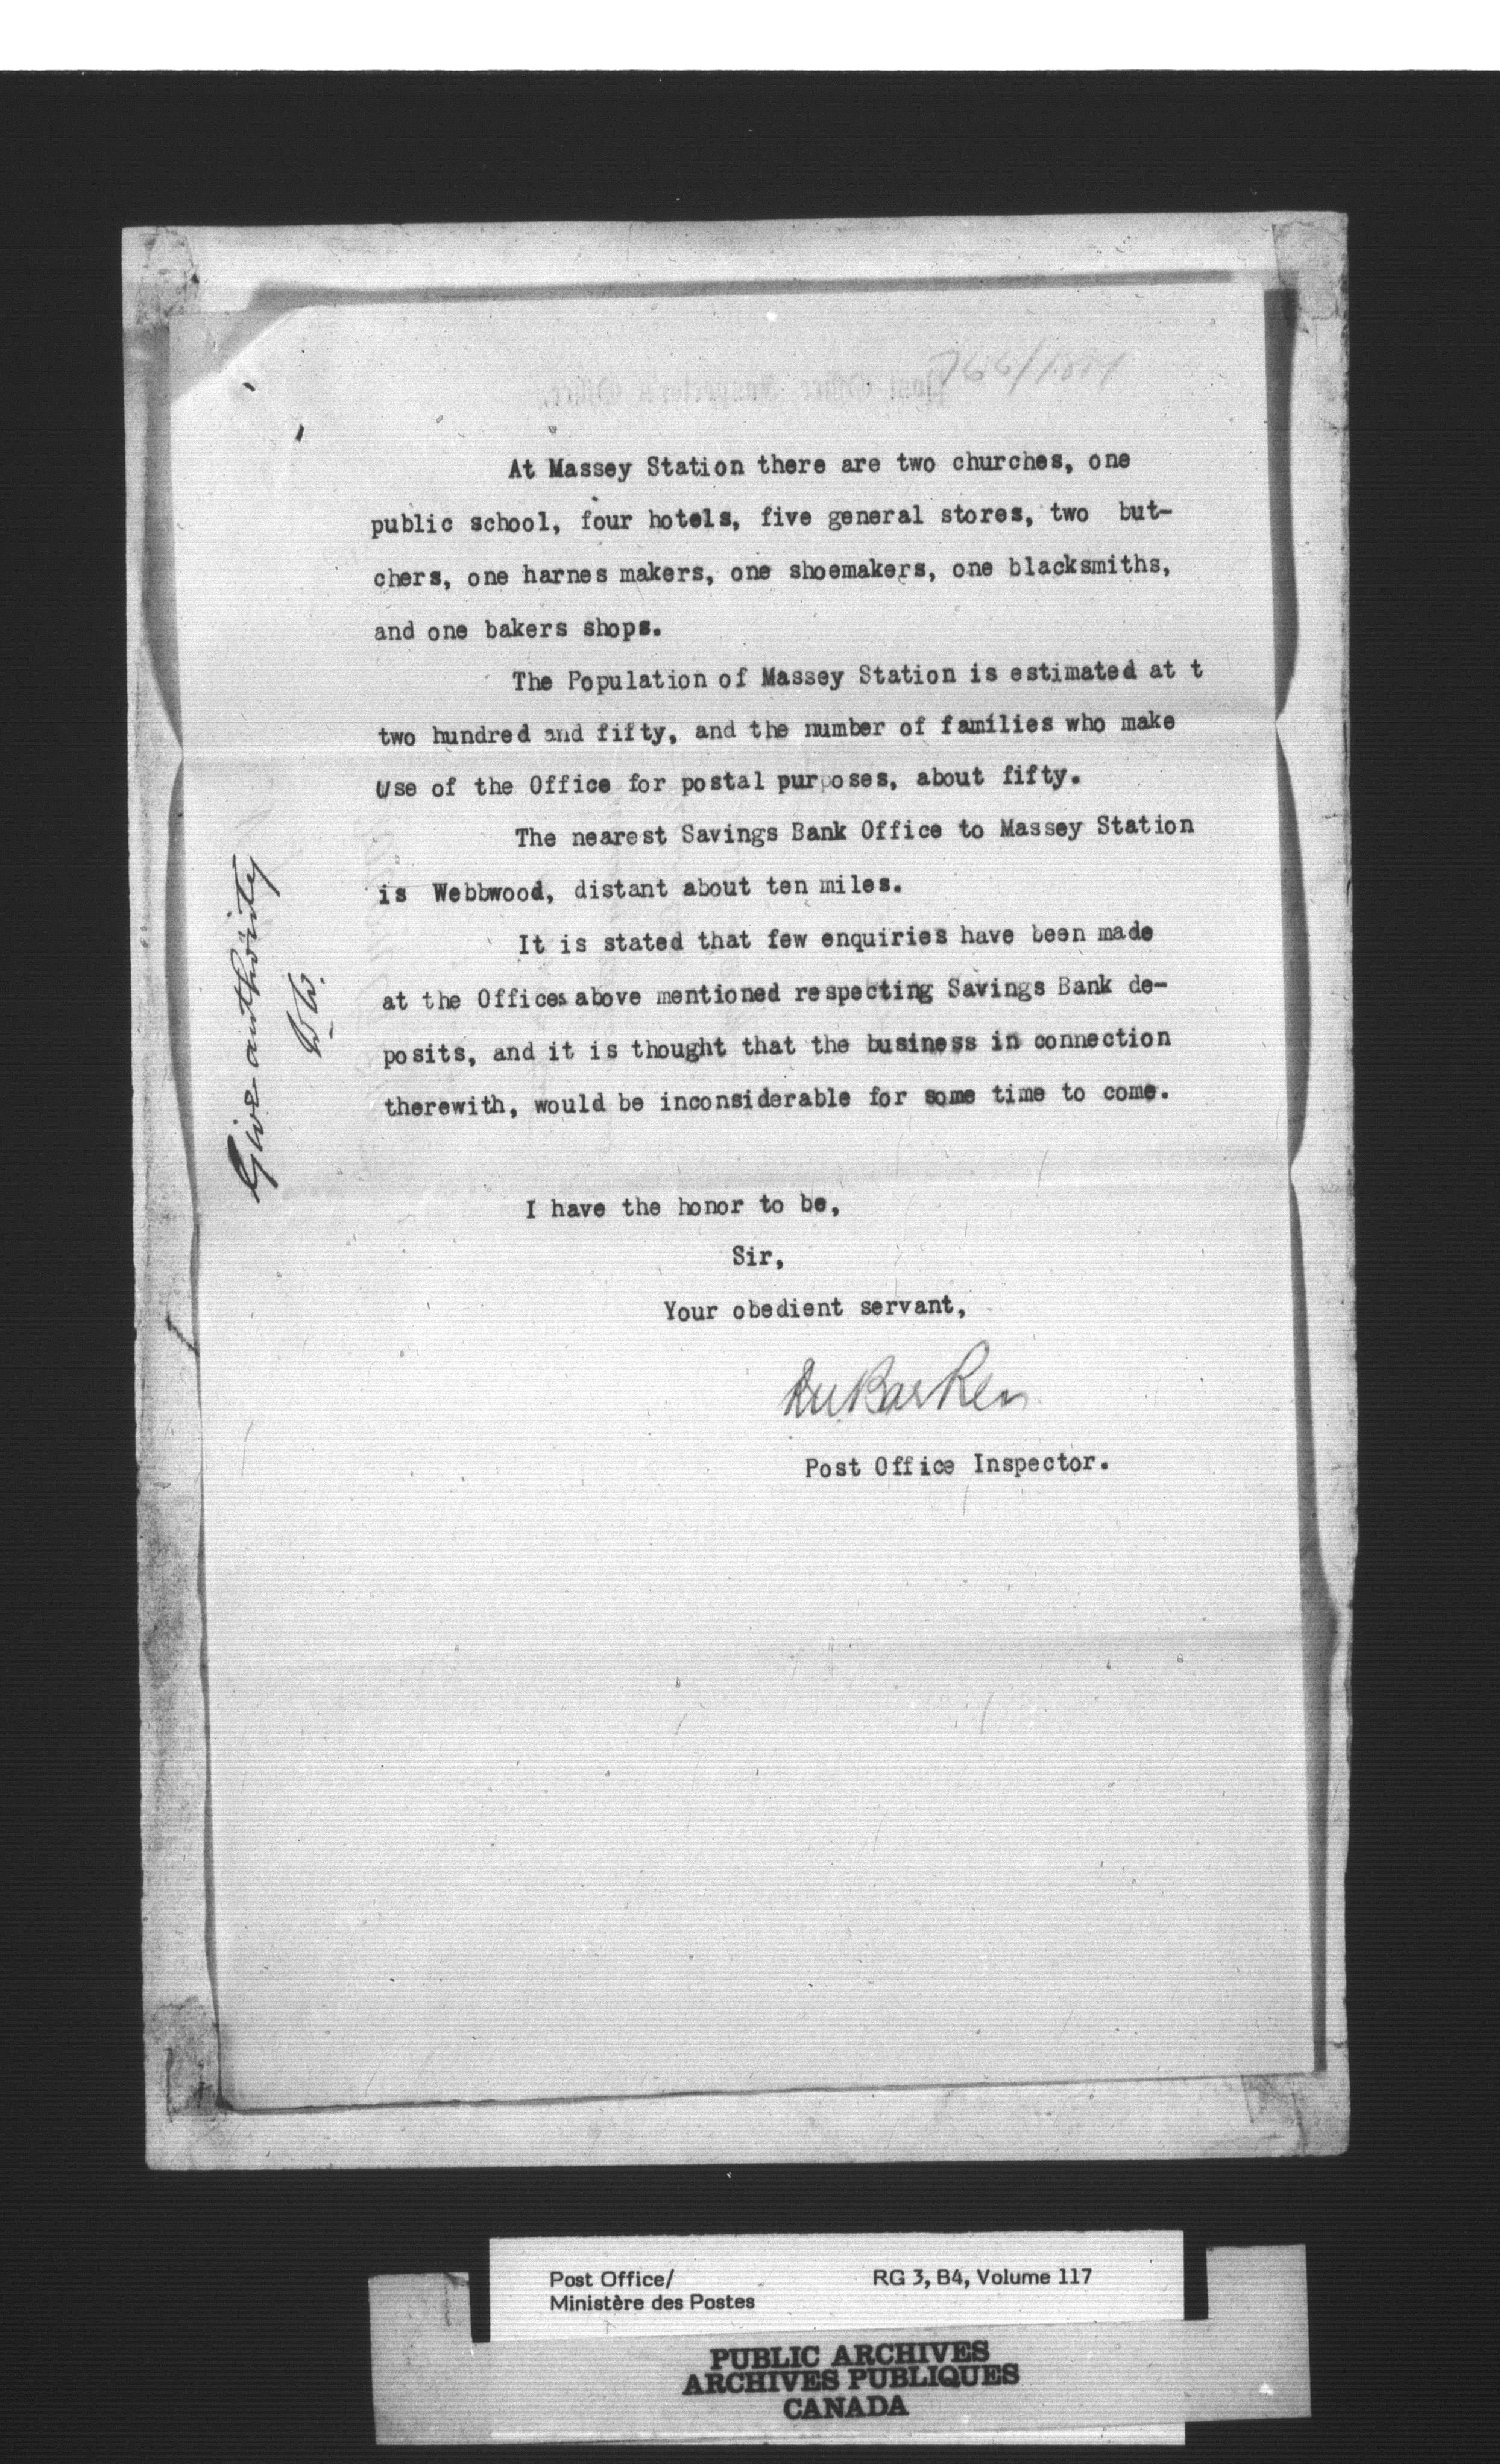 At Massey Station there are two churches, one
public school, four hotels, five general stores, two but-
chers, one harnes makers, one shoemakers, one blacksmiths,
and one bakers shops.
The Population of Massey Station is estimated at t
two hundred and fifty, and the number of families who make
Use of the Office for postal purposes, about fifty.
The nearest Savings Bank Office to Massey Station
is Webbwood, distant about ten miles.
It is stated that few enquiries have been made
at the Offices above mentioned respecting Savings Bank de-
posits, and it is thought that the business in connection
therewith, would be inconsiderable for some time to come.
I have the honor to be,
Sir,
Your obedient servant,
Barker
Post Office Inspector.
Give authority
Post Office/
Ministère des Postes
RG 3, B4, Volume 117
PUBLIC ARCHIVES
ARCHIVES PUBLIQUES
CANADA